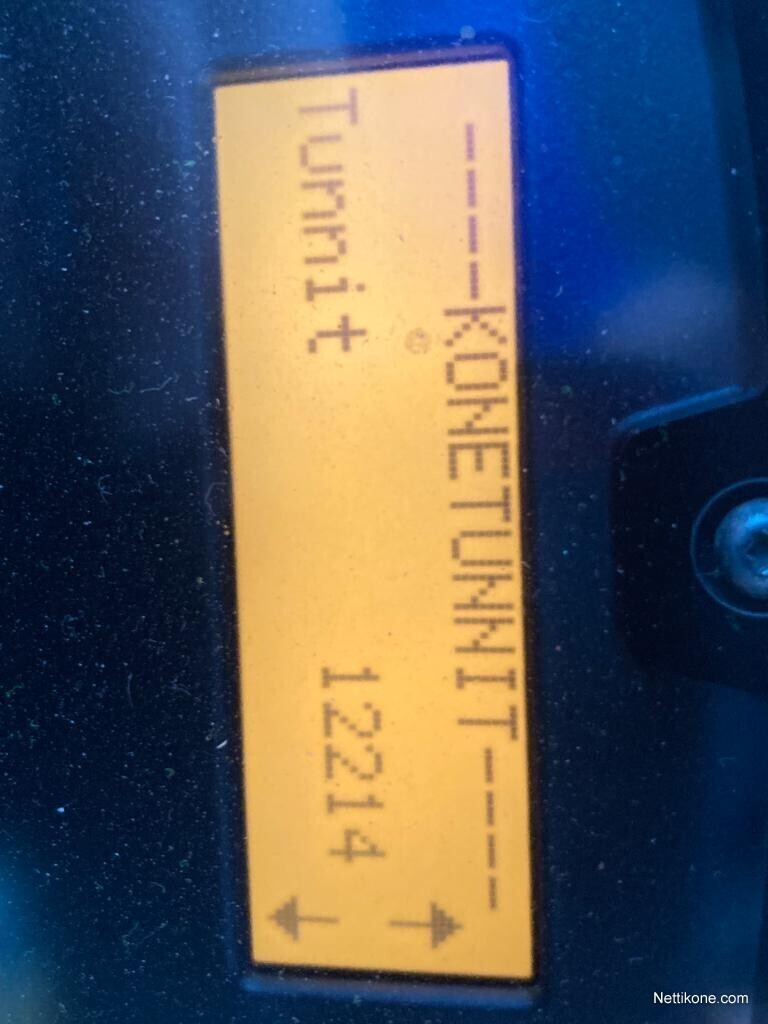 ----KONETUNNIT----
Tunnit 12214
Nettikone.com